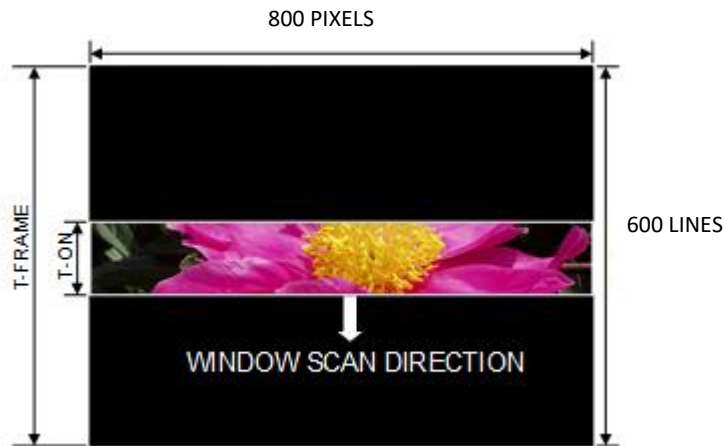 800 PIXELS
T-FRAME
T-ON
600 LINES
WINDOW SCAN DIRECTION